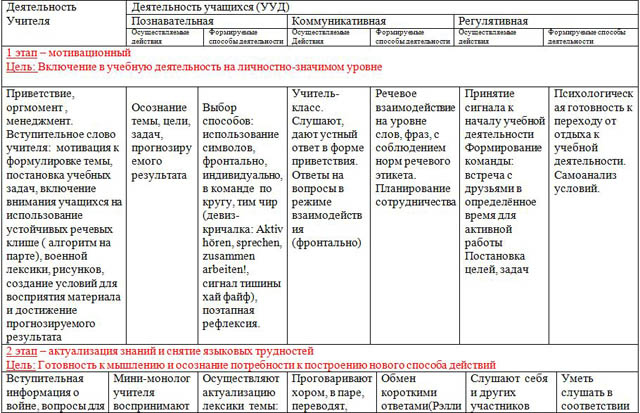 Деятельность
Учителя
Деятельность учащихся (УУД)
Познавательная
Коммуникативная
Регулятивная
Осуществляемые
действия
Формируемые
способы деятельности
Осуществляемые
Действия
Формируемые
способы деятельности
Осуществляемые
действия
Формируемые способы
деятельности
1 этап – мотивационный
Цель: Включение в учебную деятельность на личностно-значимом уровне
Приветствие,
оргмомент ,
менеджмент.
Вступительное слово
учителя: мотивация к
формулировке темы,
постановка учебных
задач, включение
внимания учащихся на
использование
устойчивых речевых
клише ( алгоритм на
парте), военной
лексики, рисунков,
создание условий для
восприятия материала
и достижение
прогнозируемого
результата
Осознание
темы, цели,
задач,
прогнозиру
емого
результата
Выбор
способов:
использование
символов,
фронтально,
индивидуально,
в команде по
кругу, тим чир
(девиз-
кричалка: Aktiv
hören, sprechen,
zusammen
arbeiten!,
сигнал тишины
хай файф),
поэтапная
рефлексия.
Учитель-
класс.
Слушают,
дают устный
ответ в форме
приветствия.
Ответы на
вопросы в
режиме
взаимодейств
ия
(фронтально)
Речевое
взаимодействие
на уровне
слов, фраз, с
соблюдением
норм речевого
этикета.
Планирование
сотрудничества
Принятие
сигнала к
началу учебной
деятельности
Формирование
команды:
встреча с
друзьями в
определённое
время для
активной
работы
Постановка
целей, задач
Психологическ
ая готовность к
переходу от
отдыха к
учебной
деятельности.
Самоанализ
условий.
2 этап – актуализация знаний и снятие языковых трудностей
Цель: Готовность к мышлению и осознание потребности к построению нового способа действий
Вступительная
информация о
войне, вопросы для
Мини-монолог
учителя
воспринимают
Осуществляют
актуализацию
лексики темы:
Проговаривают
хором, в паре,
переводят,
Обмен
короткими
ответами(Рэлли
Слушают себя
и других
участников
Уметь
слушать в
соответствии